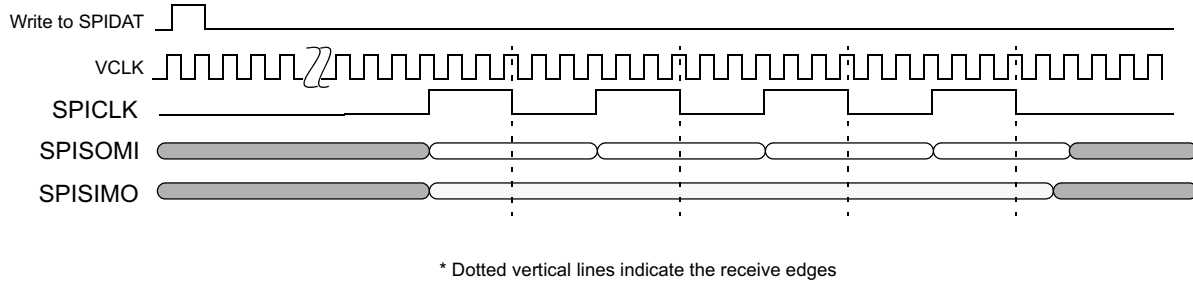 Write to SPIDAT
VCLK
SPICLK
SPISOMI
SPISIMO
* Dotted vertical lines indicate the receive edges